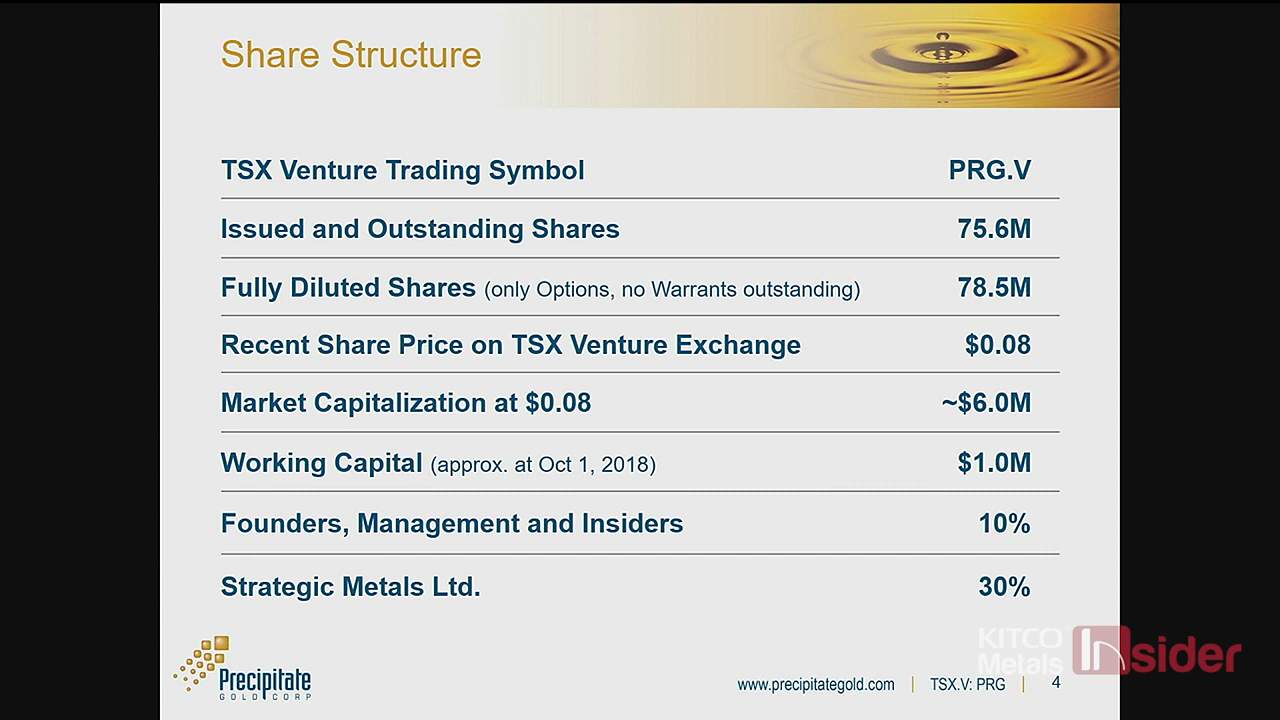 Share Structure
TSX Venture Trading Symbol PRG.V
Issued and Outstanding Shares 75.6M
Fully Diluted Shares (only Options, no Warrants outstanding) 78.5M
Recent Share Price on TSX Venture Exchange $0.08
Market Capitalization at $0.08 ~$6.0M
Working Capital (approx. at Oct 1, 2018) $1.0M
Founders, Management and Insiders 10%
Strategic Metals Ltd. 30%
KITCO
Metals Insider
Precipitate
GOLD CORP
www.precipitategold.com | TSX.V: PRG | 4